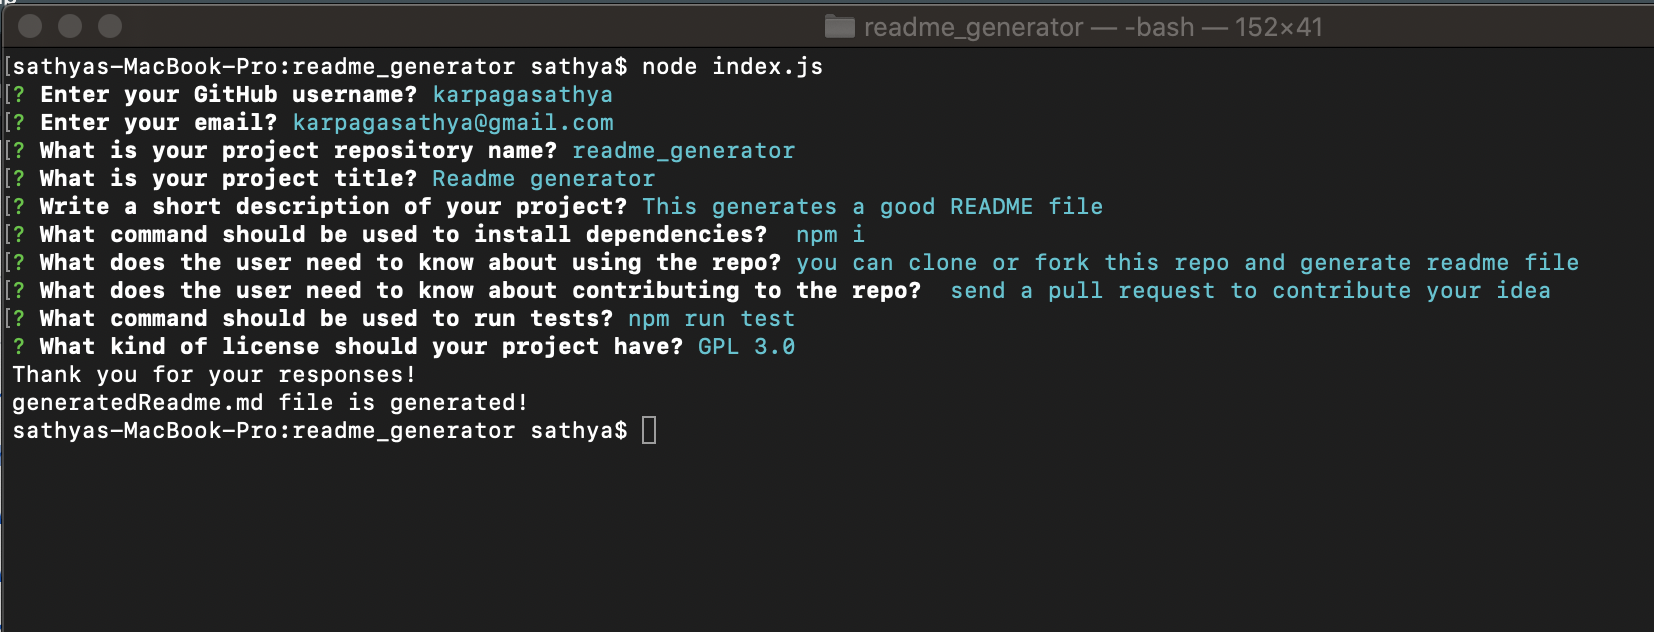 readme_generator — -bash — 152×41
[sathyas-MacBook-Pro:readme_generator sathya$ node index.js
[? Enter your GitHub username? karpagasathya
[? Enter your email? karpagasathya@gmail.com
[? What is your project repository name? readme_generator
[? What is your project title? Readme generator
[? Write a short description of your project? This generates a good README file
[? What command should be used to install dependencies?  npm i
[? What does the user need to know about using the repo? you can clone or fork this repo and generate readme file
[? What does the user need to know about contributing to the repo?  send a pull request to contribute your idea
[? What command should be used to run tests? npm run test
? What kind of license should your project have? GPL 3.0
Thank you for your responses!
generatedReadme.md file is generated!
sathyas-MacBook-Pro:readme_generator sathya$